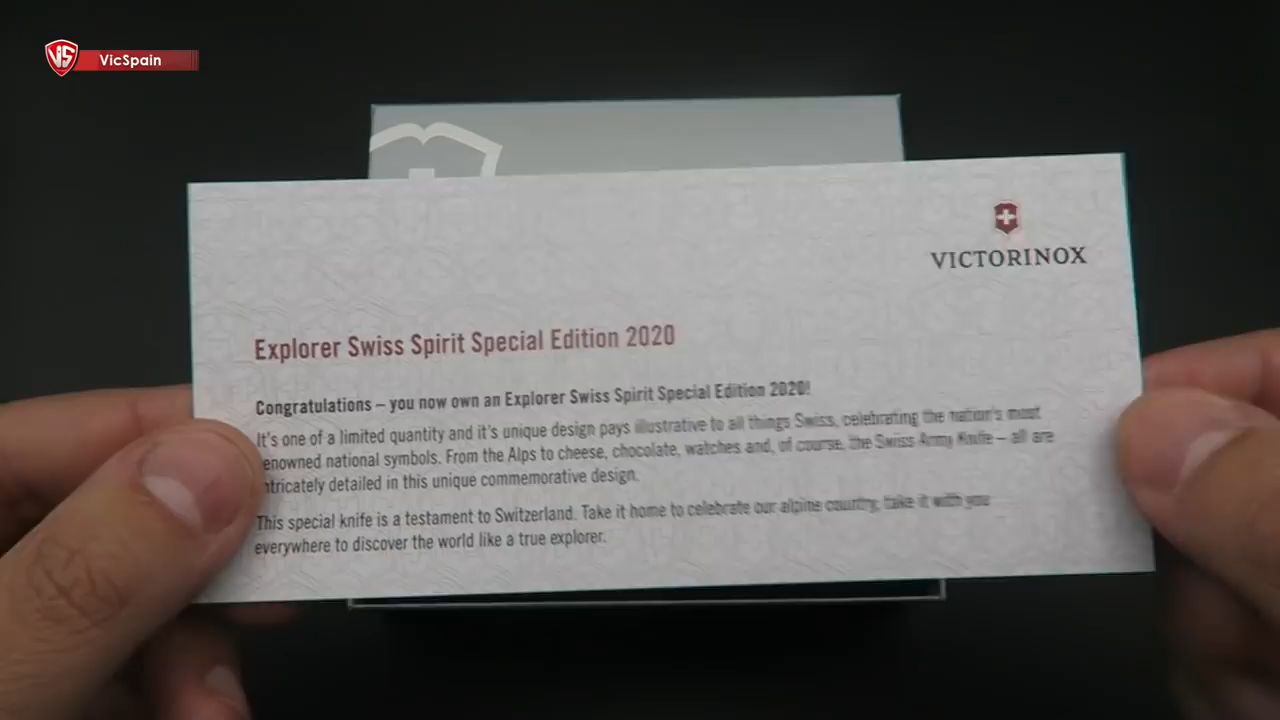 VS VicSpain
VICTORINOX
Explorer Swiss Spirit Special Edition 2020
Congratulations – you now own an Explorer Swiss Spirit Special Edition 2020!
It's one of a limited quantity and it's unique design pays illustrative to all things Swiss, celebrating the nation's most
enowned national symbols. From the Alps to cheese, chocolate, watches and, of course, the Swiss Army Knife – all are
ntricately detailed in this unique commemorative design.
This special knife is a testament to Switzerland. Take it home to celebrate our alpine country, take it with you
everywhere to discover the world like a true explorer.